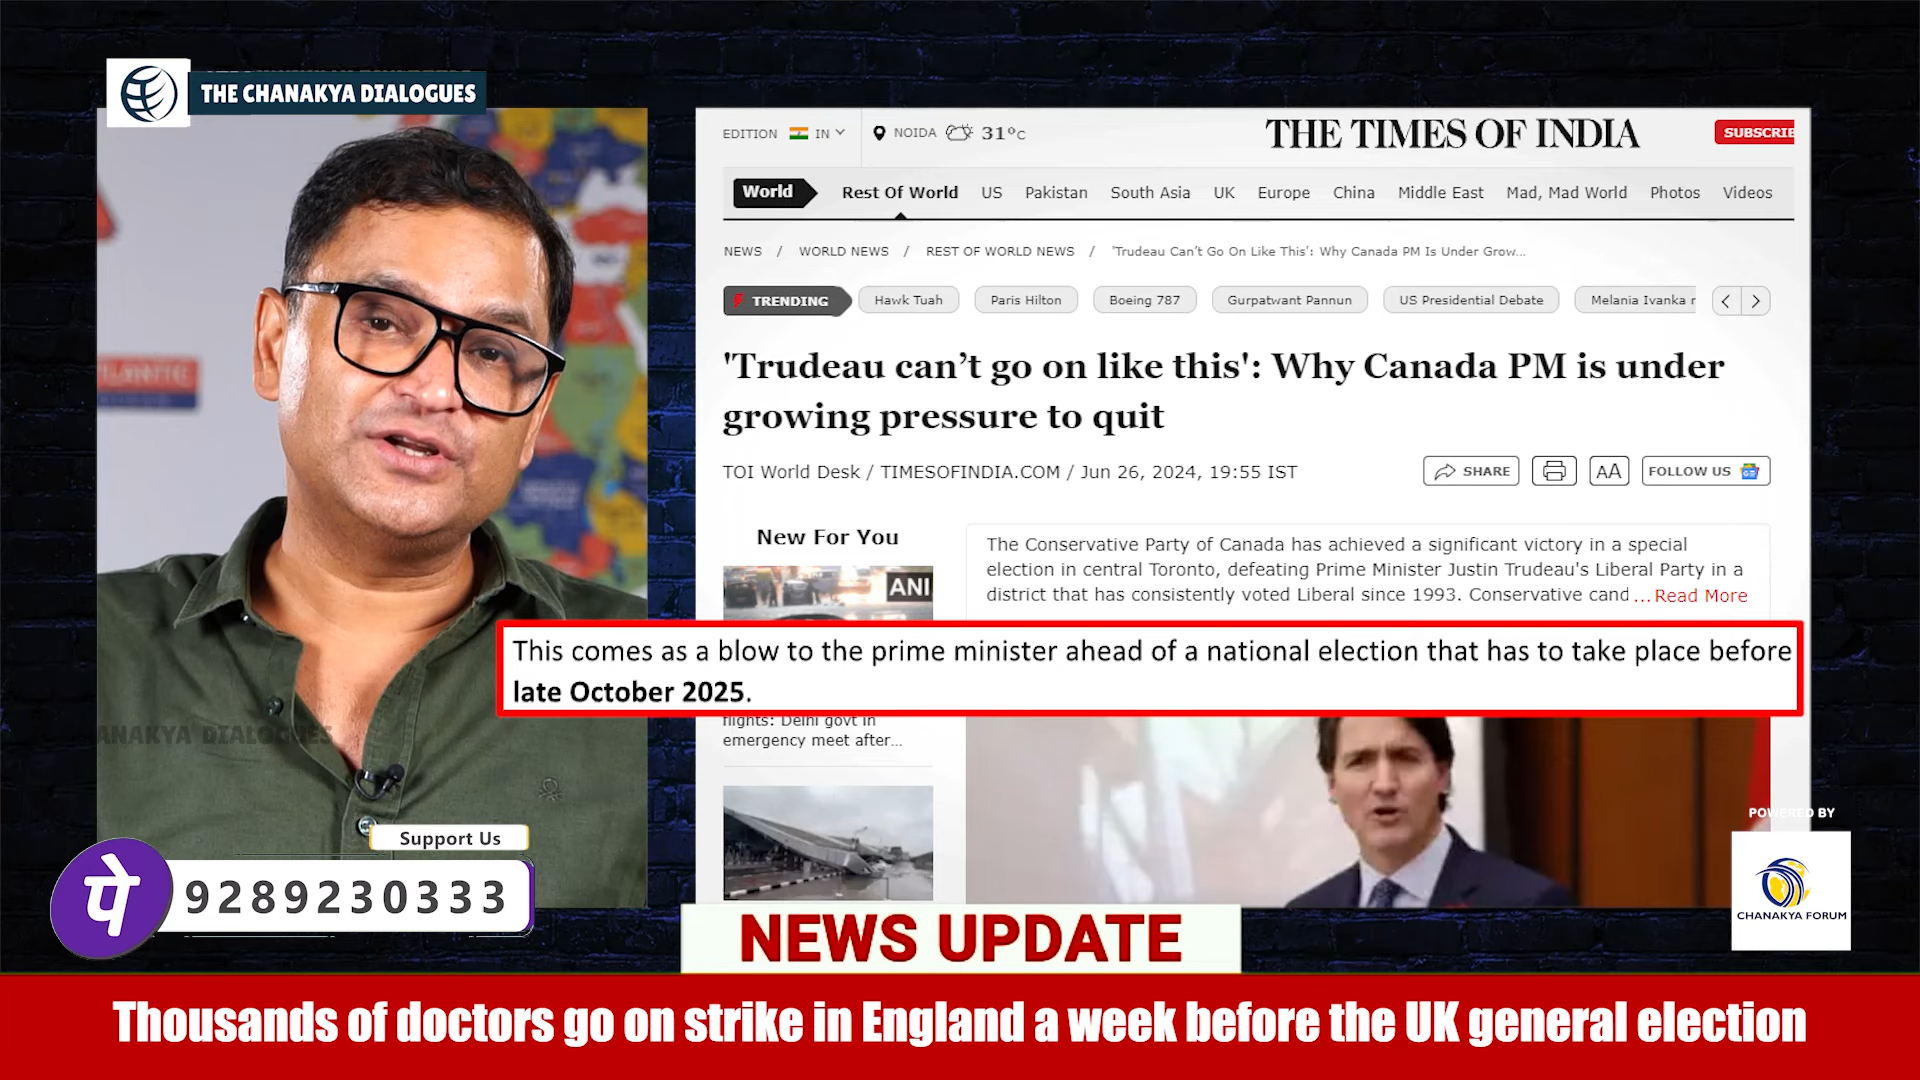 THE CHANAKYA DIALOGUES
EDITION IN NOIDA 31°C
THE TIMES OF INDIA
World Rest Of World US Pakistan South Asia UK Europe China Middle East Mad, Mad World Photos Videos
NEWS / WORLD NEWS / REST OF WORLD NEWS / 'Trudeau Can't Go On Like This': Why Canada PM Is Under Grow...
TRENDING Hawk Tuah Paris Hilton Boeing 787 Gurpatwant Pannun US Presidential Debate Melania Ivanka
'Trudeau can't go on like this': Why Canada PM is under
growing pressure to quit
TOI World Desk / TIMESOFINDIA.COM / Jun 26, 2024, 19:55 IST
SHARE AA FOLLOW US
New For You
ANI
The Conservative Party of Canada has achieved a significant victory in a special
election in central Toronto, defeating Prime Minister Justin Trudeau's Liberal Party in a
district that has consistently voted Liberal since 1993. Conservative cand ... Read More
This comes as a blow to the prime minister ahead of a national election that has to take place before
late October 2025.
flights: Delhi govt in
emergency meet after...
DIALOGUES
Support Us
पे 9289230333
POWERED BY
CHANAKYA FORUM
NEWS UPDATE
Thousands of doctors go on strike in England a week before the UK general election